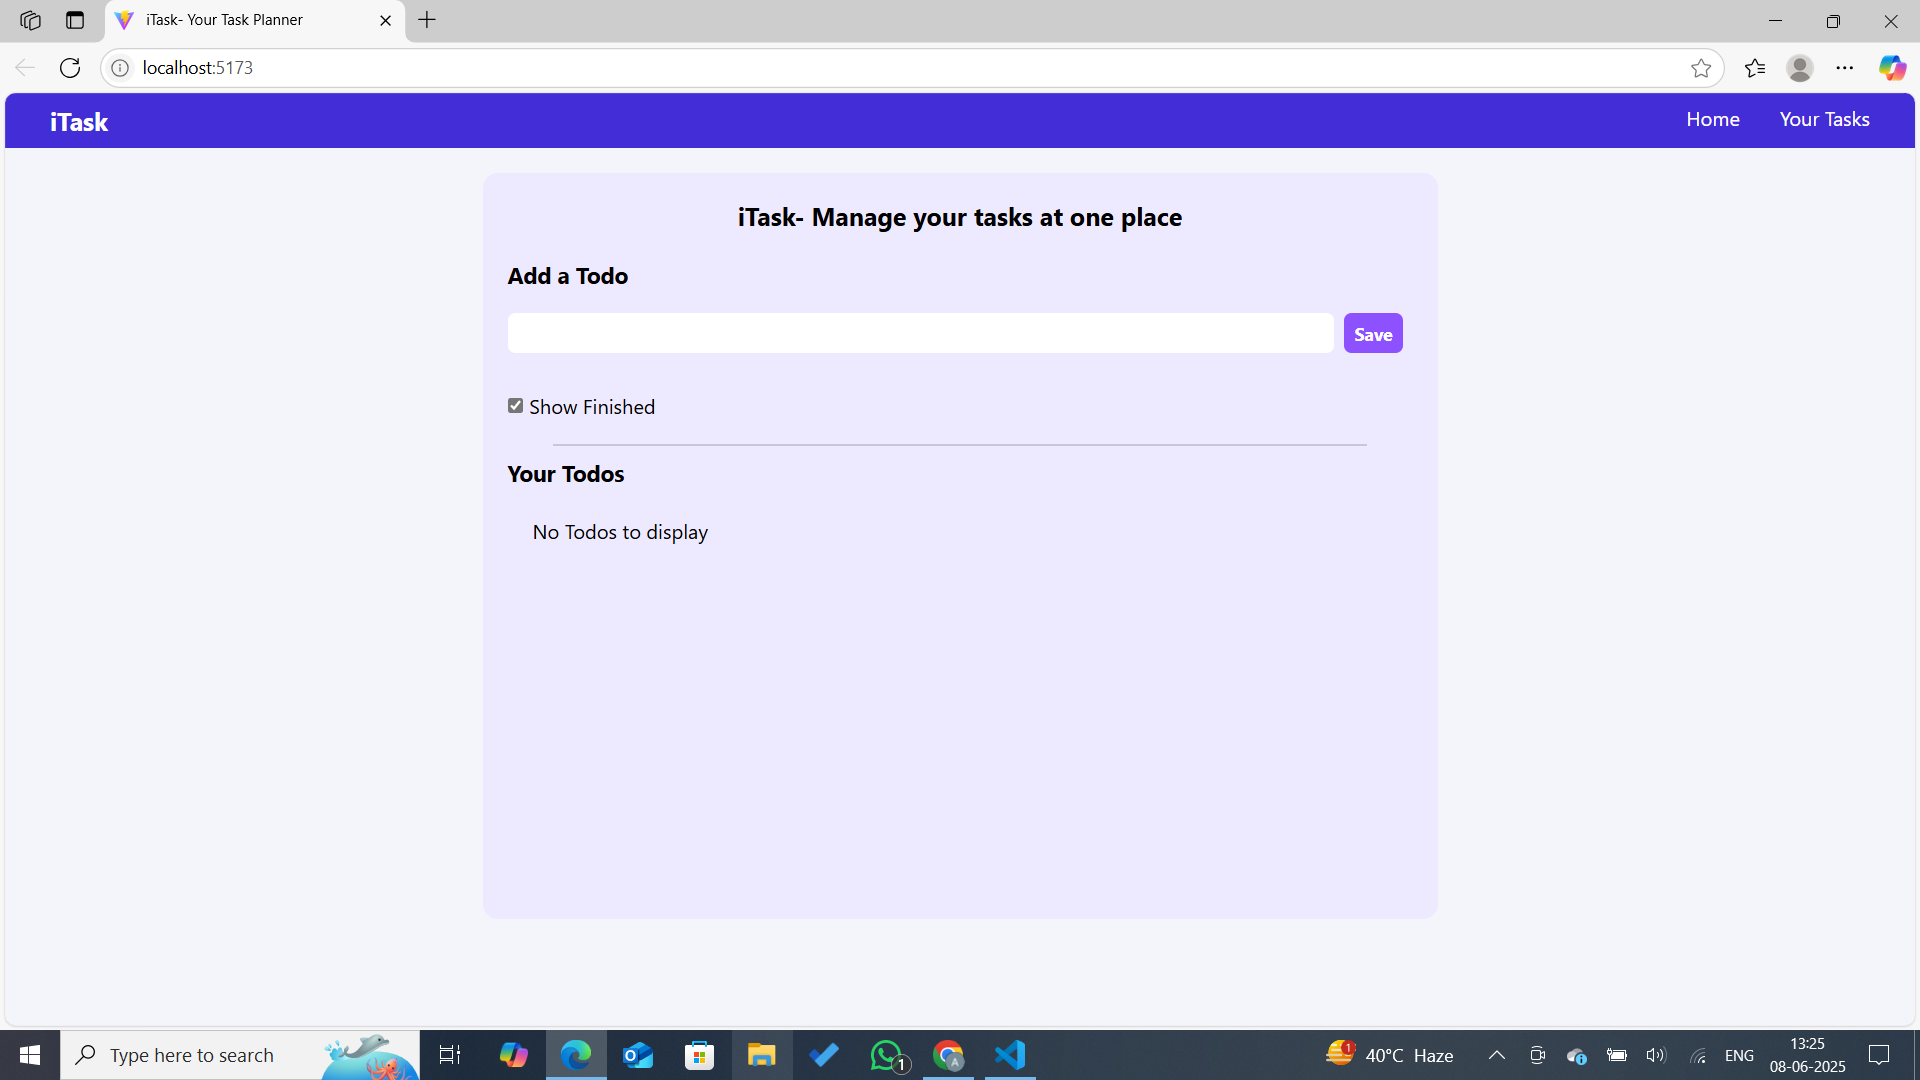 iTask- Your Task Planner
localhost:5173
iTask
Home
Your Tasks
iTask- Manage your tasks at one place
Add a Todo
Save
Show Finished
Your Todos
No Todos to display
Type here to search
1
A
1
40°C Haze
ENG
13:25
08-06-2025